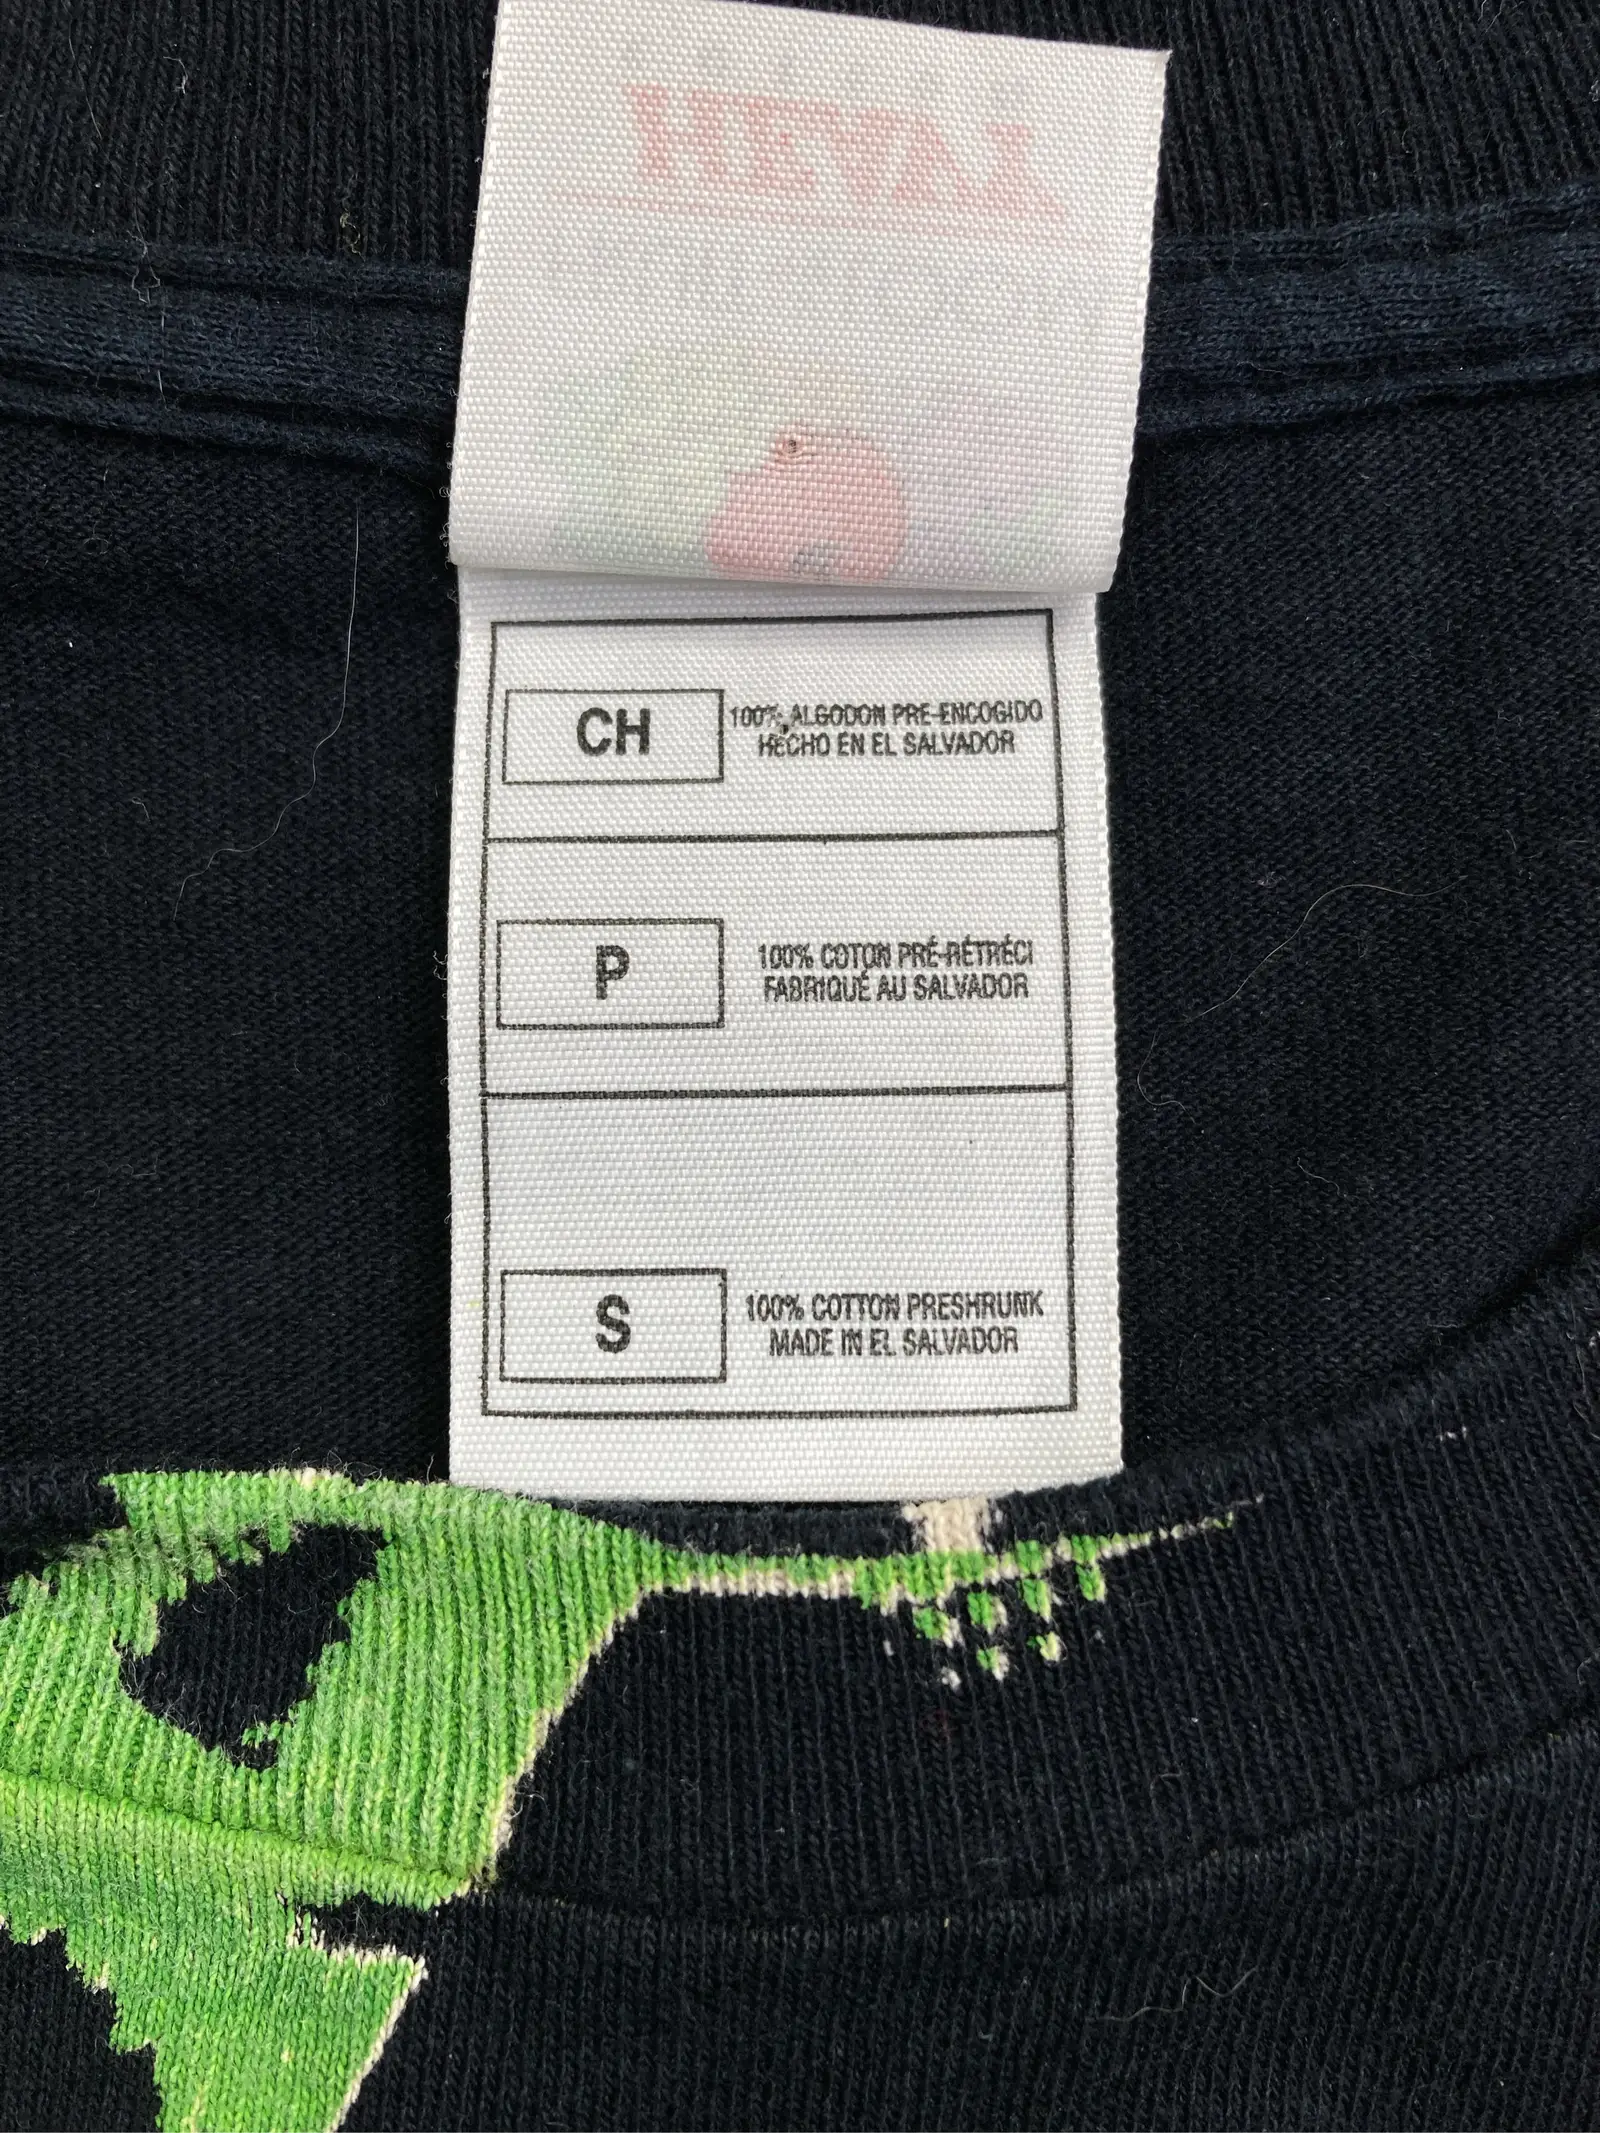 CH
100% ALGODON PRE-ENCOGIDO
HECHO EN EL SALVADOR
P
100% COTON PRÉ-RÉTRÉCI
FABRIQUÉ AU SALVADOR
S
100% COTTON PRESHRUNK
MADE IN EL SALVADOR